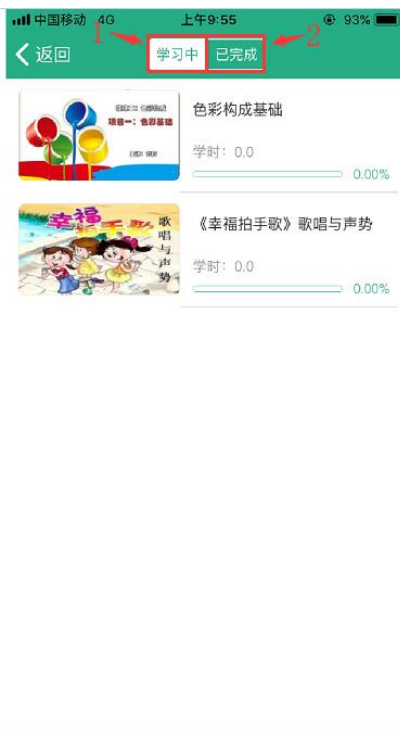 中国移动 4G 上午9:55 93%
1 2
返回 学习中 已完成
项目一：色彩基础
色彩构成基础
学时：0.0
0.00%
幸福拍手歌
歌唱与声势
《幸福拍手歌》歌唱与声势
学时：0.0
0.00%